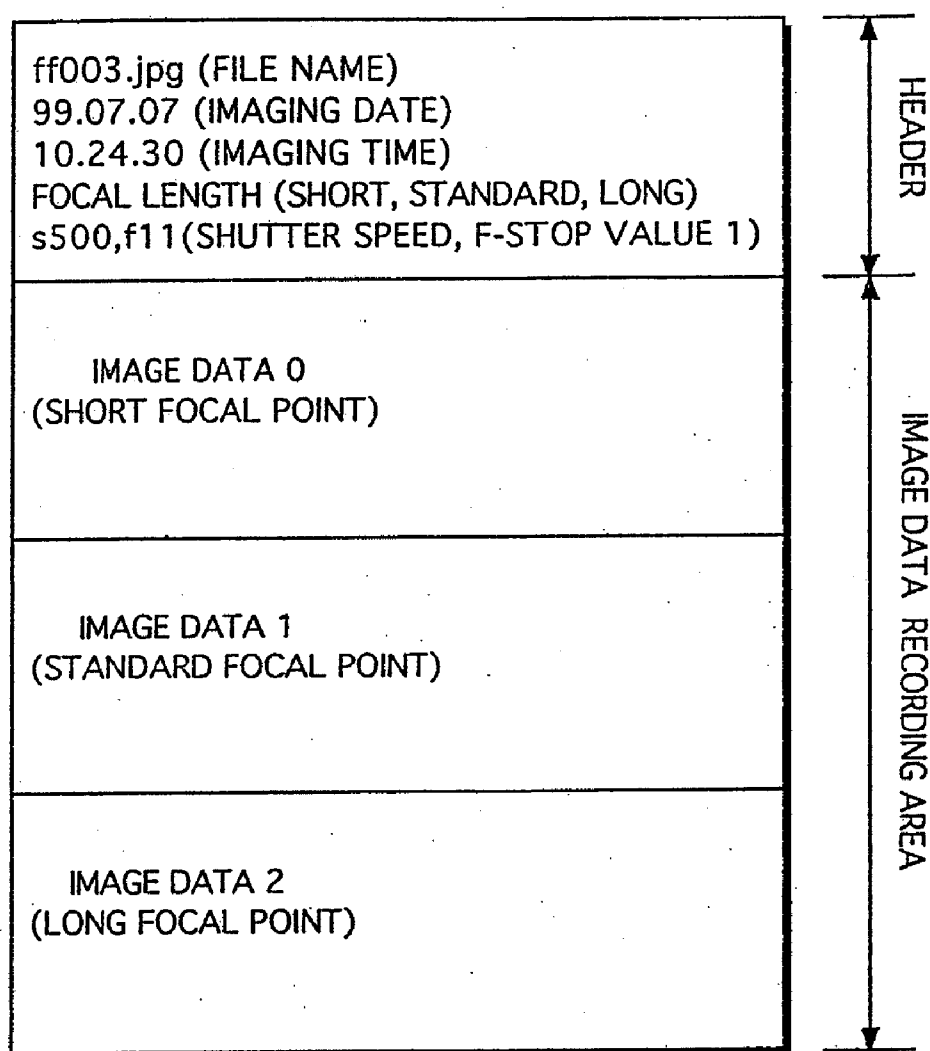 ff003.jpg (FILE NAME)
99.07.07 (IMAGING DATE)
10.24.30 (IMAGING TIME)
FOCAL LENGTH (SHORT, STANDARD, LONG)
s500,f11(SHUTTER SPEED, F-STOP VALUE 1)
HEADER
IMAGE DATA 0
(SHORT FOCAL POINT)
IMAGE DATA 1
(STANDARD FOCAL POINT)
IMAGE DATA 2
(LONG FOCAL POINT)
IMAGE DATA RECORDING AREA